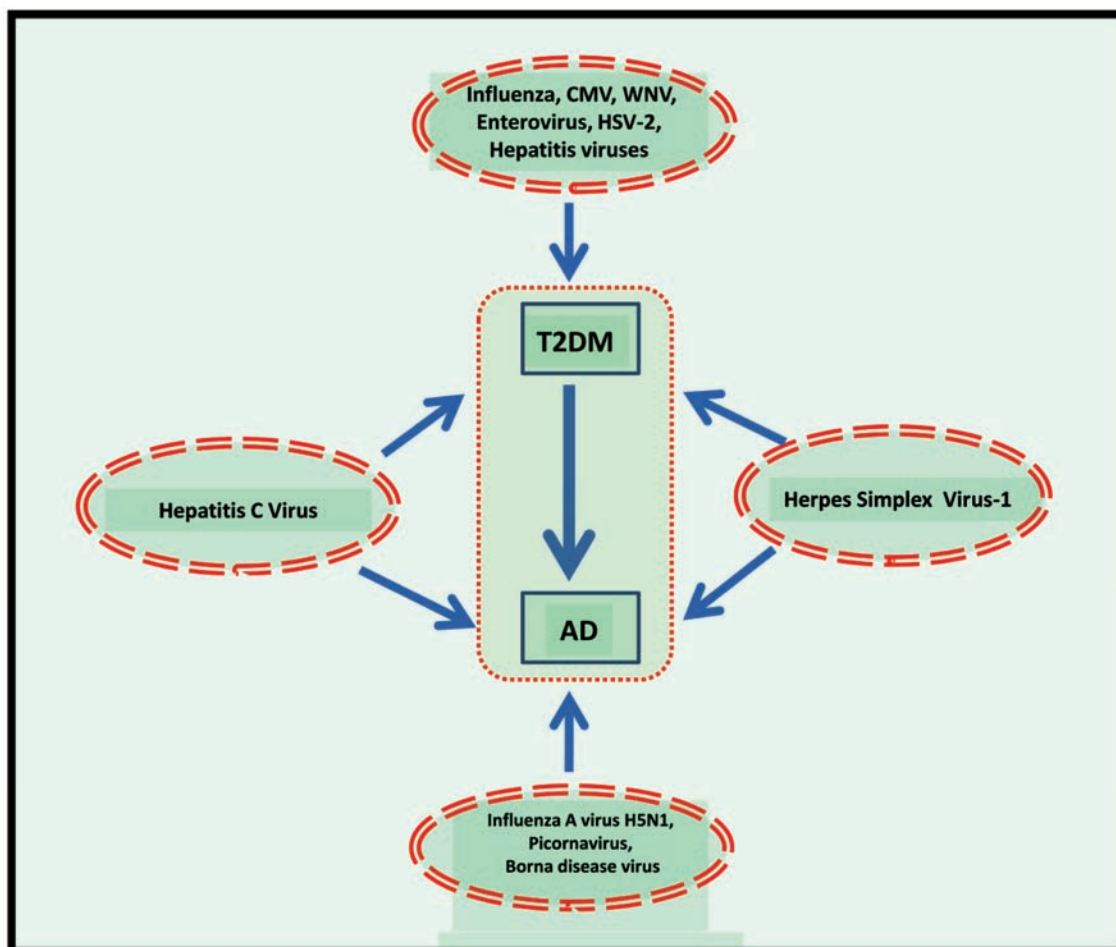 Influenza, CMV, WNV,
Enterovirus, HSV-2,
Hepatitis viruses
T2DM
Hepatitis C Virus
Herpes Simplex Virus-1
AD
Influenza A virus H5N1,
Picornavirus,
Borna disease virus